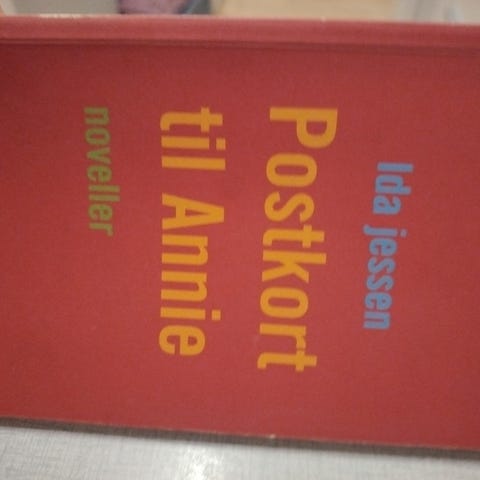 Ida jessen
Postkort
til Annie
noveller